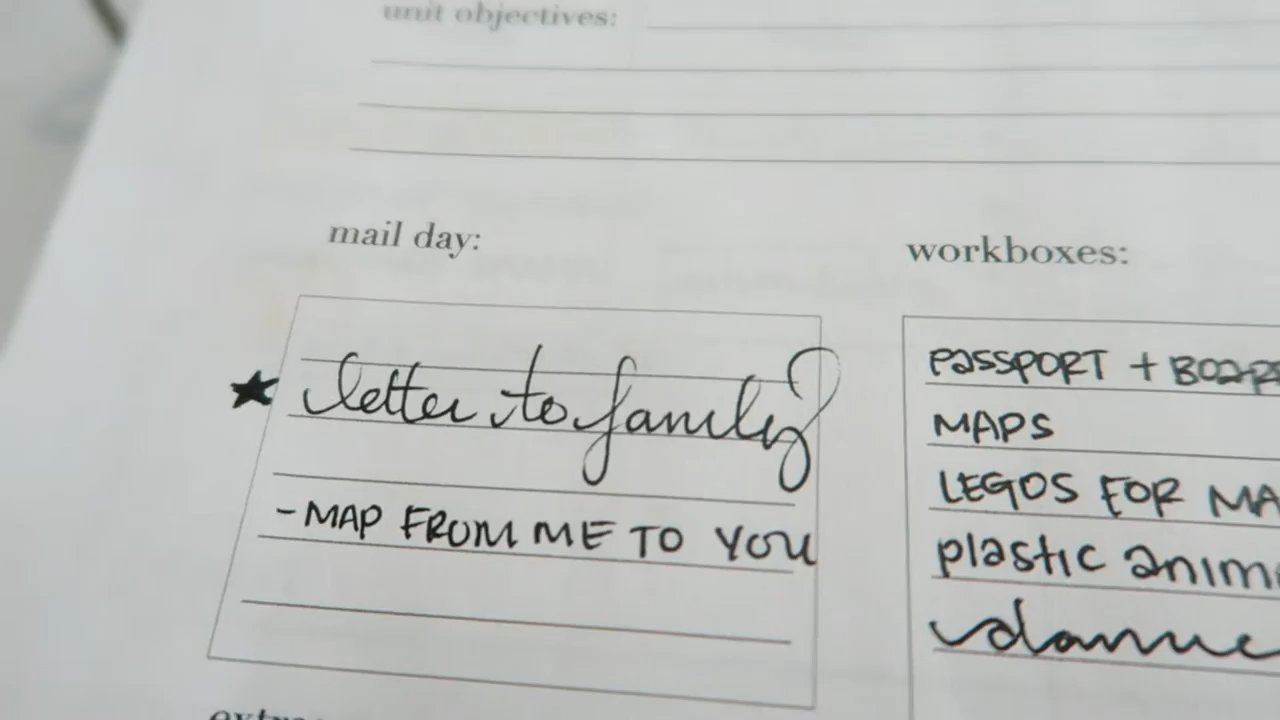 unit objectives:
mail day:
workboxes:
letter to family
-MAP FROM ME TO YOU
PASSPORT +
MAPS
LEGOS FOR
plastic